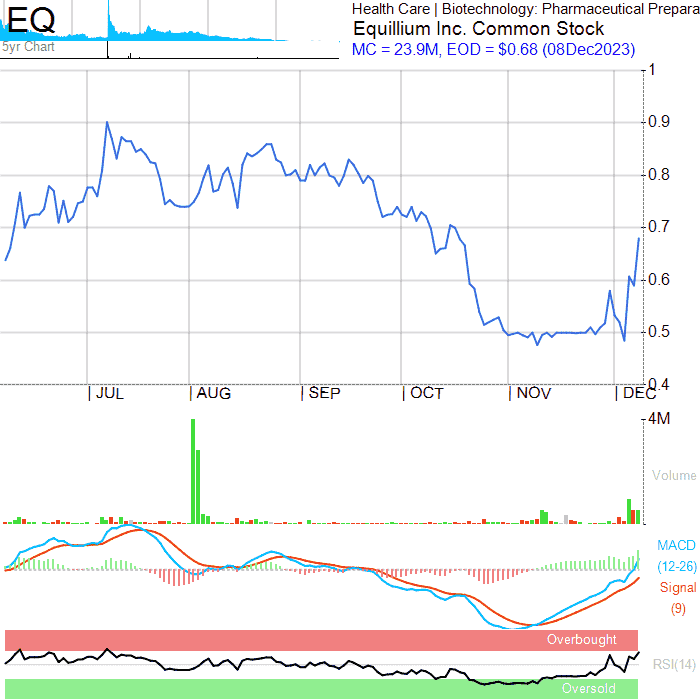 EQ
5yr Chart
Health Care | Biotechnology: Pharmaceutical Prepara
Equillium Inc. Common Stock
MC = 23.9M, EOD = $0.68 (08Dec2023)
1
0.9
0.8
0.7
0.6
0.5
0.4
JUL AUG SEP OCT NOV DEC
4M
Volume
MACD
(12-26)
Signal
(9)
Overbought
RSI(14)
Oversold